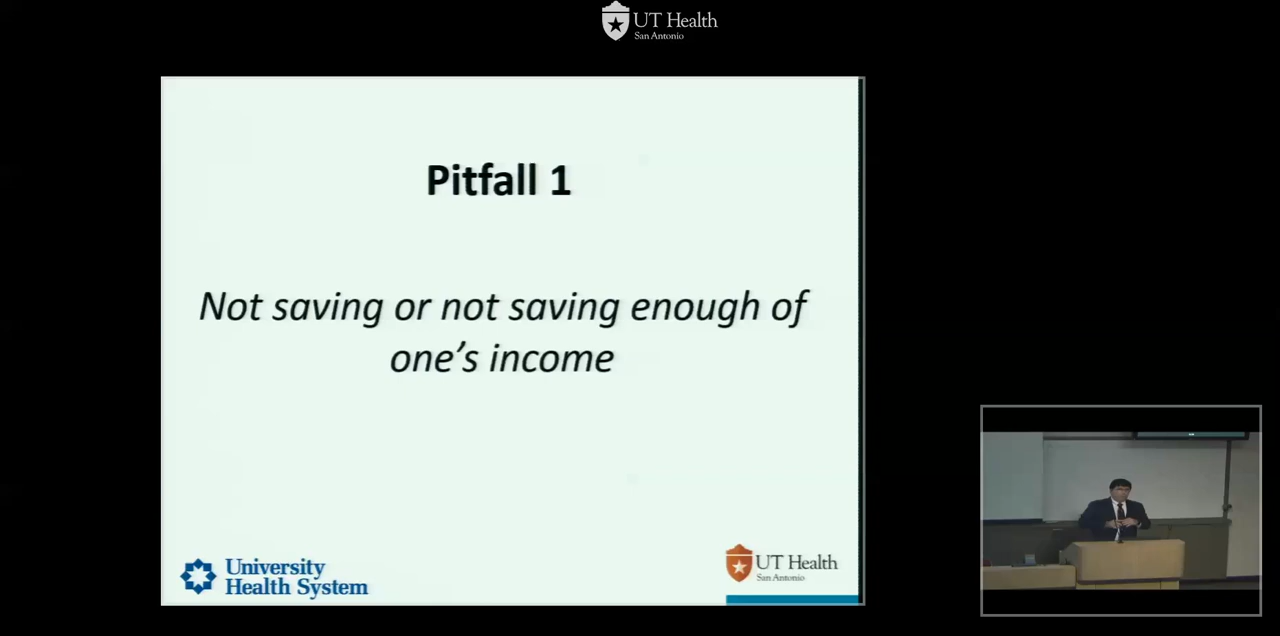 UT Health
San Antonio
Pitfall 1
Not saving or not saving enough of
one's income
University
Health System
UT Health
San Antonio